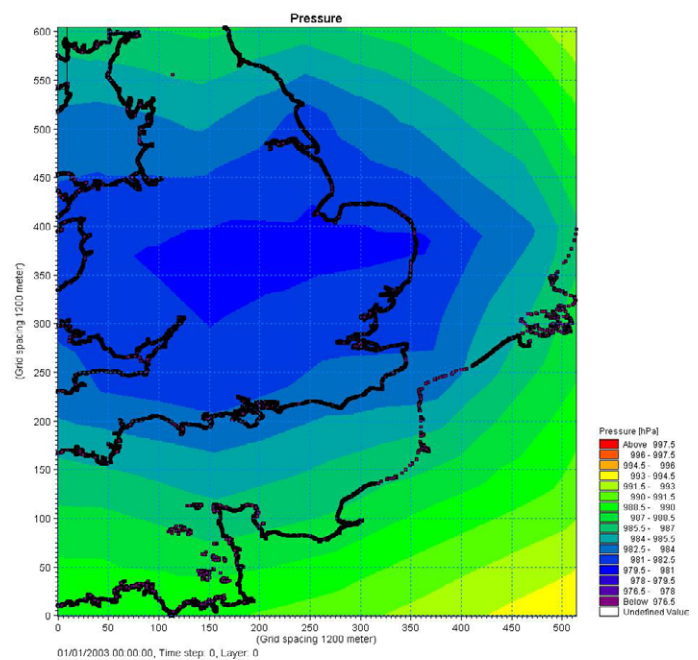 Pressure
600
550
500
450
400
350
300
250
200
150
100
50
0
(Grid spacing 1200 meter)
0 50 100 150 200 250 300 350 400 450 500
(Grid spacing 1200 meter)
01/01/2003 00.00.00, Time step: 0, Layer: 0
Pressure [hPa]
Above 997.5
996 - 997.5
994.5 - 996
993 - 994.5
991.5 - 993
990 - 991.5
988.5 - 990
987 - 988.5
985.5 - 987
984 - 985.5
982.5 - 984
981 - 982.5
979.5 - 981
978 - 979.5
976.5 - 978
Below 976.5
Undefined Value